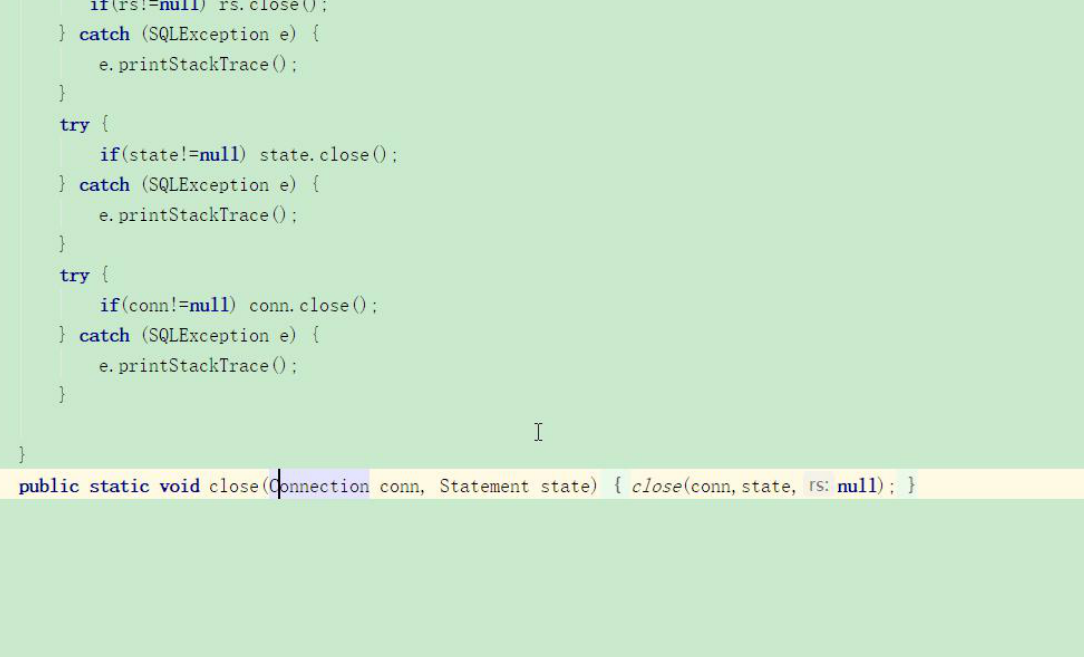 if(rs!=null) rs.close();
} catch (SQLException e) {
e.printStackTrace();
}
try {
if(state!=null) state.close();
} catch (SQLException e) {
e.printStackTrace();
}
try {
if(conn!=null) conn.close();
} catch (SQLException e) {
e.printStackTrace();
}
}
public static void close(Connection conn, Statement state) { close(conn,state, rs: null); }